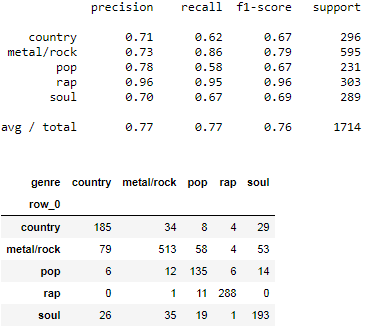 precision recall f1-score support
country 0.71 0.62 0.67 296
metal/rock 0.73 0.86 0.79 595
pop 0.78 0.58 0.67 231
rap 0.96 0.95 0.96 303
soul 0.70 0.67 0.69 289
avg / total 0.77 0.77 0.76 1714
genre country metal/rock pop rap soul
row_0
country 185 34 8 4 29
metal/rock 79 513 58 4 53
pop 6 12 135 6 14
rap 0 1 11 288 0
soul 26 35 19 1 193